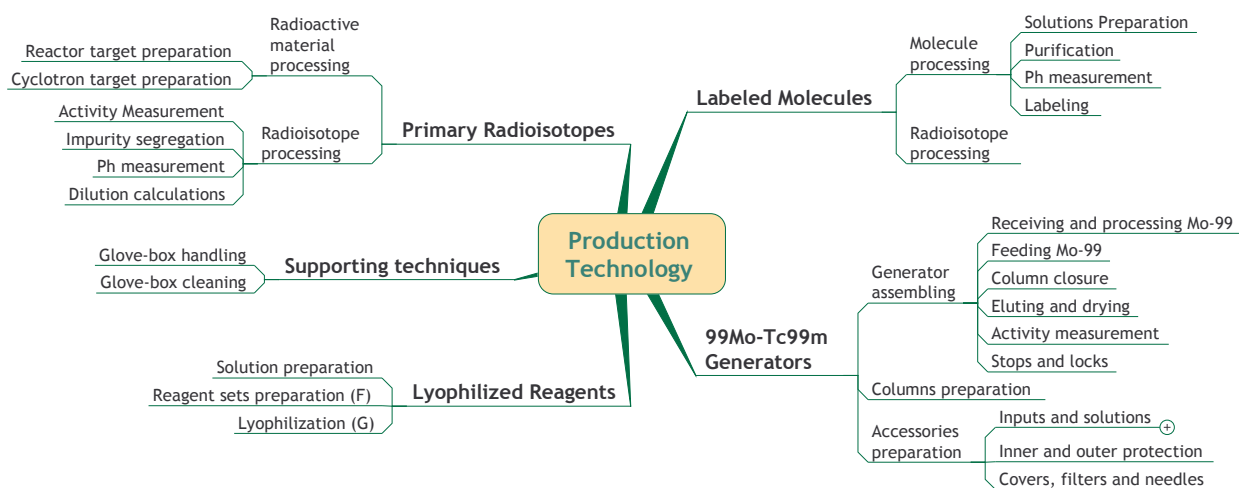 Production
Technology
Primary Radioisotopes
Radioactive
material
processing
Reactor target preparation
Cyclotron target preparation
Radioisotope
processing
Activity Measurement
Impurity segregation
Ph measurement
Dilution calculations
Supporting techniques
Glove-box handling
Glove-box cleaning
Lyophilized Reagents
Solution preparation
Reagent sets preparation (F)
Lyophilization (G)
Labeled Molecules
Molecule
processing
Solutions Preparation
Purification
Ph measurement
Labeling
Radioisotope
processing
99Mo-Tc99m
Generators
Generator
assembling
Receiving and processing Mo-99
Feeding Mo-99
Column closure
Eluting and drying
Activity measurement
Stops and locks
Columns preparation
Accessories
preparation
Inputs and solutions
Inner and outer protection
Covers, filters and needles